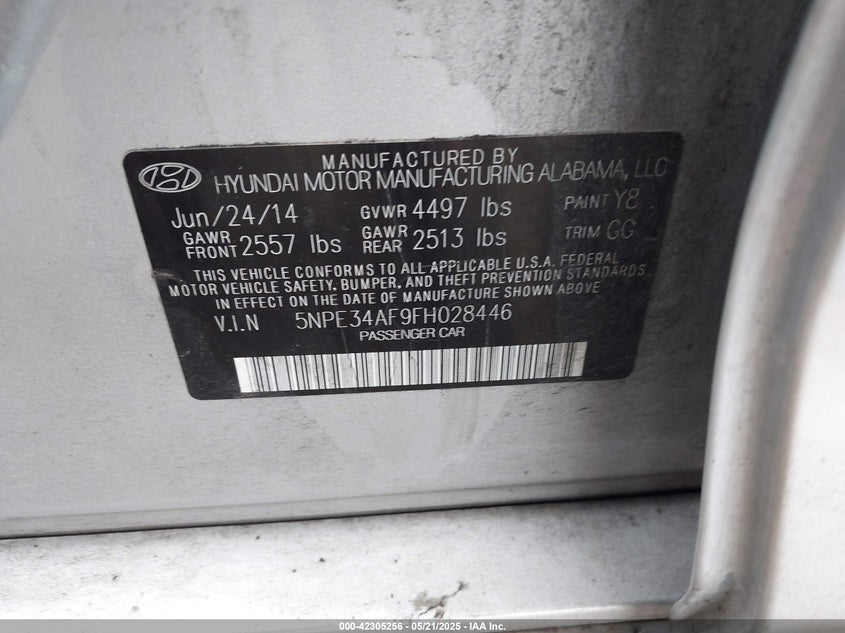 MANUFACTURED BY
HYUNDAI MOTOR MANUFACTURING ALABAMA, LLC
Jun/24/14 GVWR 4497 lbs PAINT Y8
GAWR FRONT 2557 lbs GAWR REAR 2513 lbs TRIM GG
THIS VEHICLE CONFORMS TO ALL APPLICABLE U.S.A. FEDERAL
MOTOR VEHICLE SAFETY, BUMPER, AND THEFT PREVENTION STANDARDS
IN EFFECT ON THE DATE OF MANUFACTURE SHOWN ABOVE.
V.I.N 5NPE34AF9FH028446
PASSENGER CAR
000-42305256 - 05/21/2025 - IAA Inc.